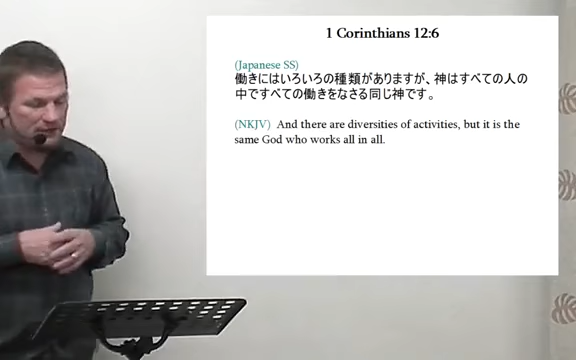 1 Corinthians 12:6
(Japanese SS)
働きにはいろいろの種類がありますが、神はすべての人の
中ですべての働きをなさる同じ神です。
(NKJV) And there are diversities of activities, but it is the
same God who works all in all.